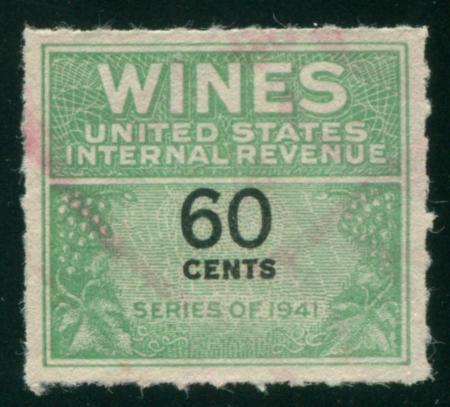 WINES
UNITED STATES
INTERNAL REVENUE
60
CENTS
SERIES OF 1941